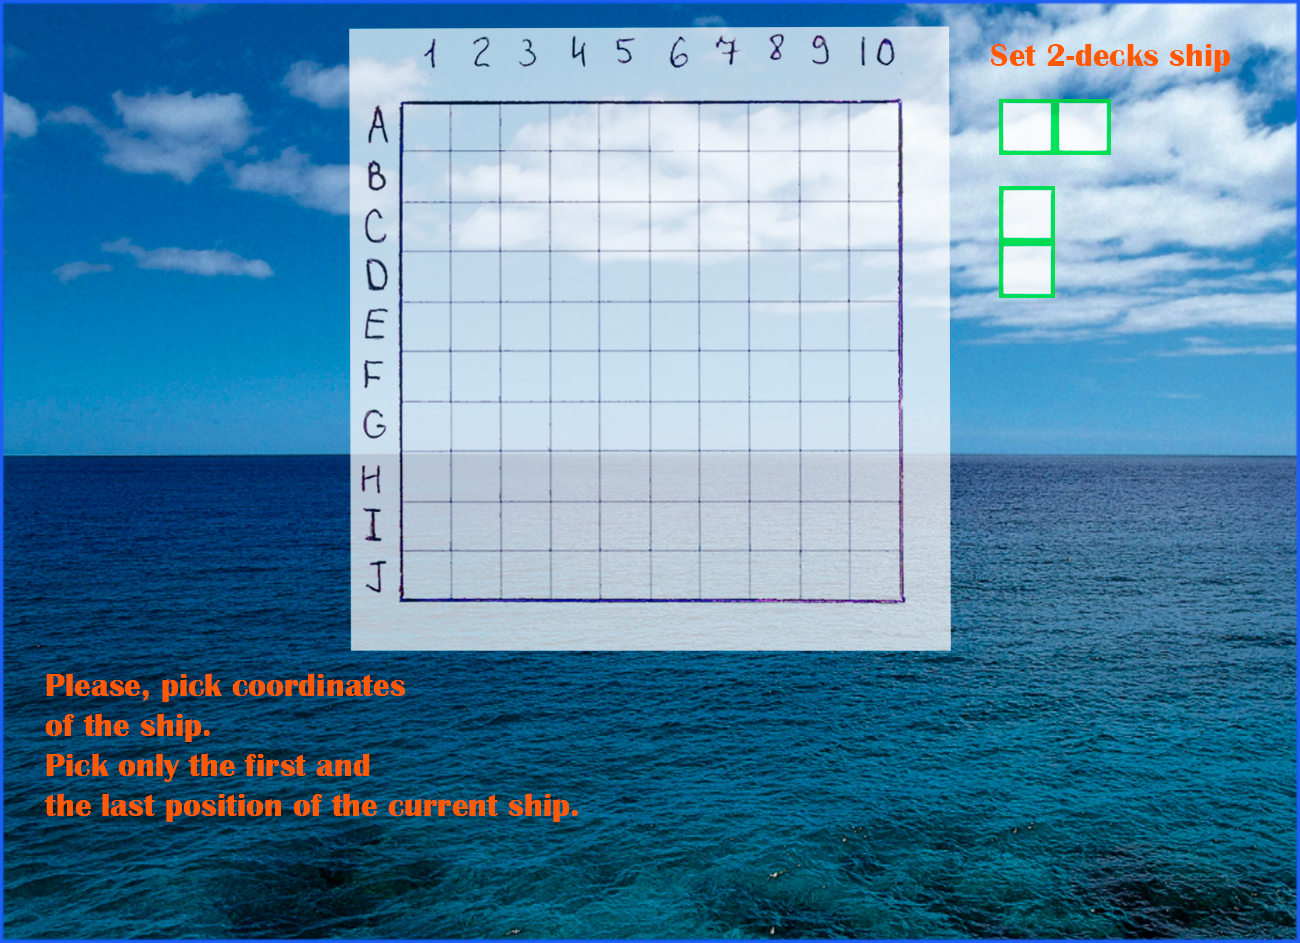 1 2 3 4 5 6 7 8 9 10
A
B
C
D
E
F
G
H
I
J
Set 2-decks ship
Please, pick coordinates
of the ship.
Pick only the first and
the last position of the current ship.